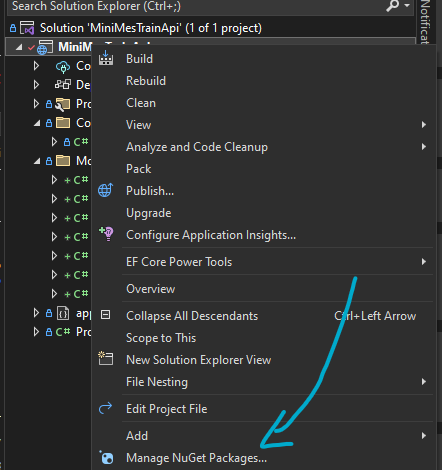 Search Solution Explorer (Ctrl+;)
Solution 'MiniMesTrainApi' (1 of 1 project)
Co
De
Pro
Co
C#
Mo
+ C#
+ C#
+ C#
+ C#
+ C#
+ C#
app
C# Pro
Build
Rebuild
Clean
View
Analyze and Code Cleanup
Pack
Publish...
Upgrade
Configure Application Insights...
EF Core Power Tools
Overview
Collapse All Descendants Ctrl+Left Arrow
Scope to This
New Solution Explorer View
File Nesting
Edit Project File
Add
Manage NuGet Packages...
Notificat